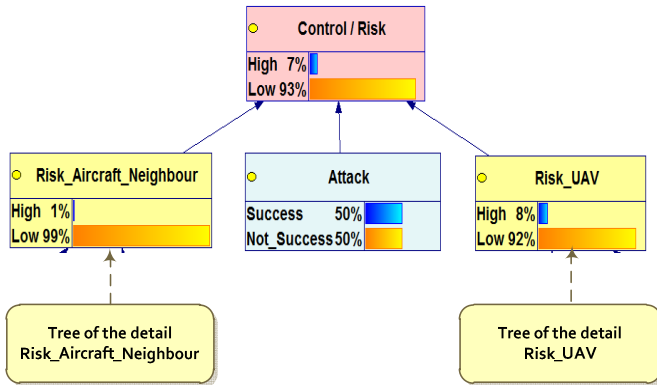 Control / Risk
High 7%
Low 93%
Risk_Aircraft_Neighbour
High 1%
Low 99%
Attack
Success 50%
Not_Success 50%
Risk_UAV
High 8%
Low 92%
Tree of the detail
Risk_Aircraft_Neighbour
Tree of the detail
Risk_UAV